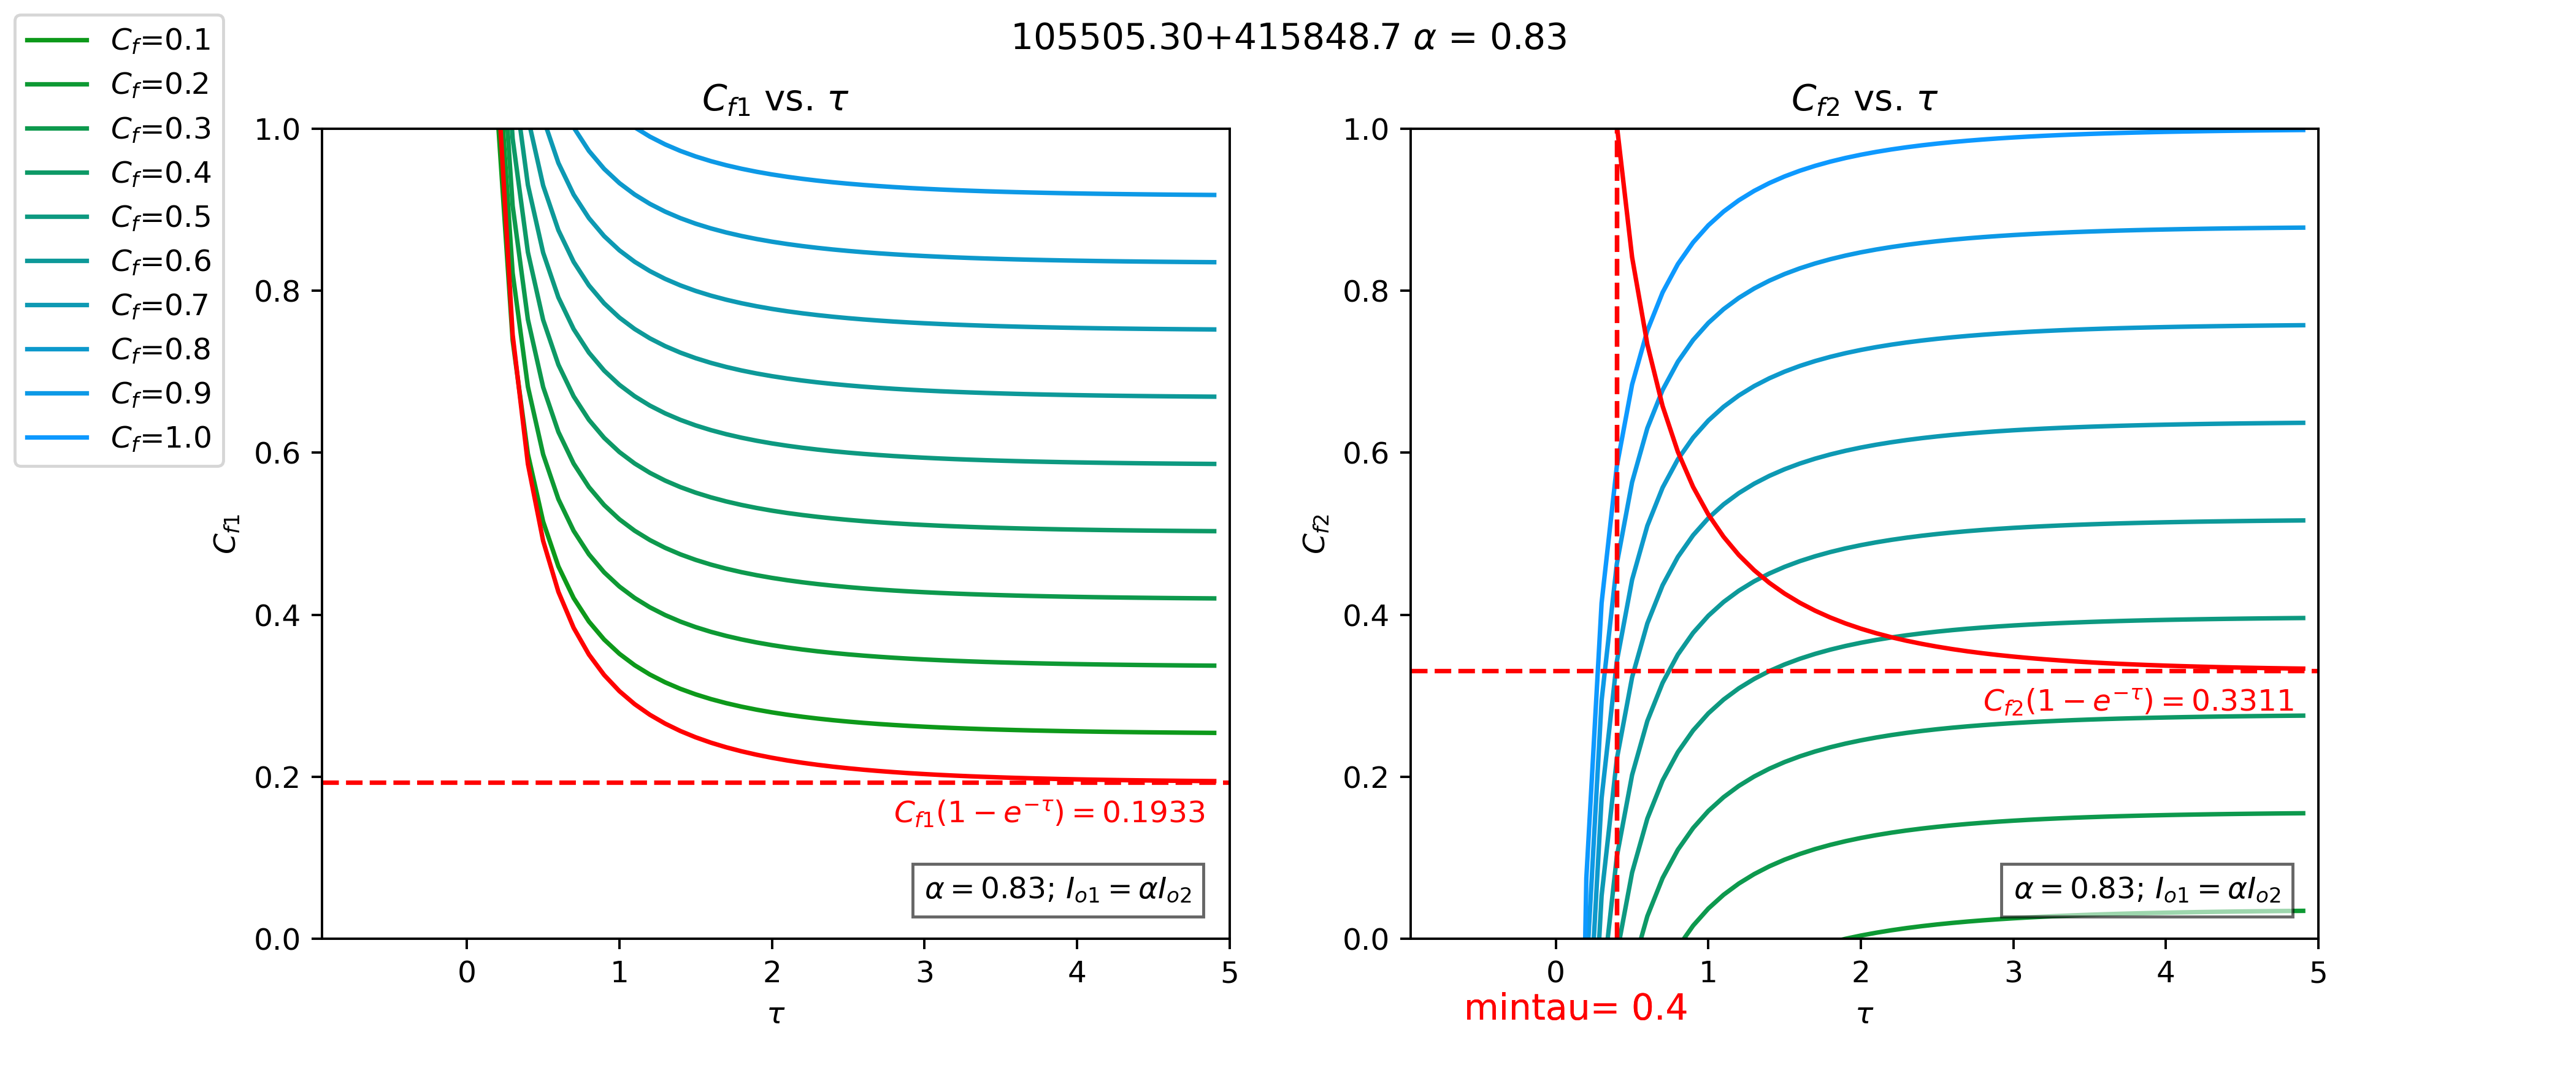 105505.30+415848.7 α = 0.83
C_f=0.1
C_f=0.2
C_f=0.3
C_f=0.4
C_f=0.5
C_f=0.6
C_f=0.7
C_f=0.8
C_f=0.9
C_f=1.0
C_f1 vs. τ
1.0
0.8
0.6
0.4
0.2
0.0
C_f1
C_f1(1 − e^−τ) = 0.1933
α = 0.83; I_o1 = αI_o2
0 1 2 3 4 5
τ
C_f2 vs. τ
1.0
0.8
0.6
0.4
0.2
0.0
C_f2
C_f2(1 − e^−τ) = 0.3311
α = 0.83; I_o1 = αI_o2
0 1 2 3 4 5
mintau= 0.4
τ